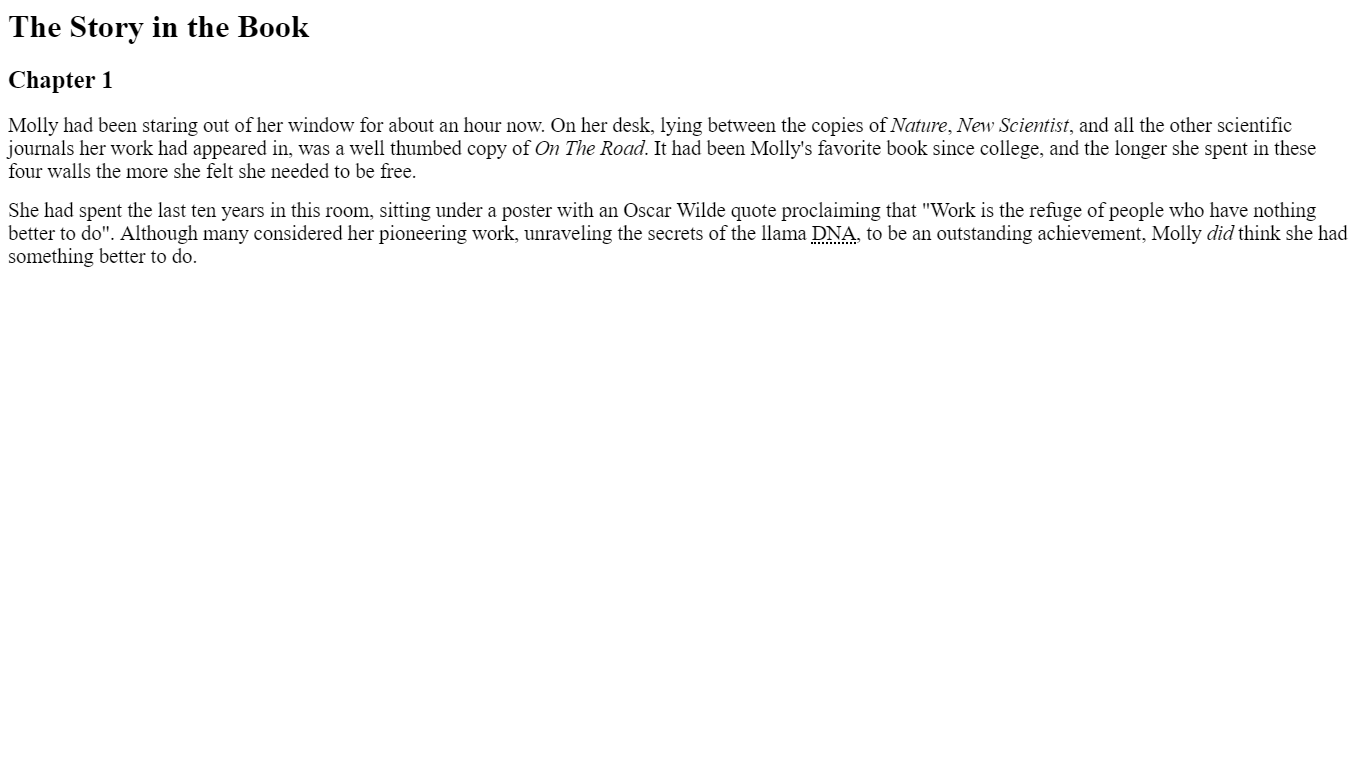 The Story in the Book
Chapter 1
Molly had been staring out of her window for about an hour now. On her desk, lying between the copies of Nature, New Scientist, and all the other scientific
journals her work had appeared in, was a well thumbed copy of On The Road. It had been Molly's favorite book since college, and the longer she spent in these
four walls the more she felt she needed to be free.
She had spent the last ten years in this room, sitting under a poster with an Oscar Wilde quote proclaiming that "Work is the refuge of people who have nothing
better to do". Although many considered her pioneering work, unraveling the secrets of the llama DNA, to be an outstanding achievement, Molly did think she had
something better to do.